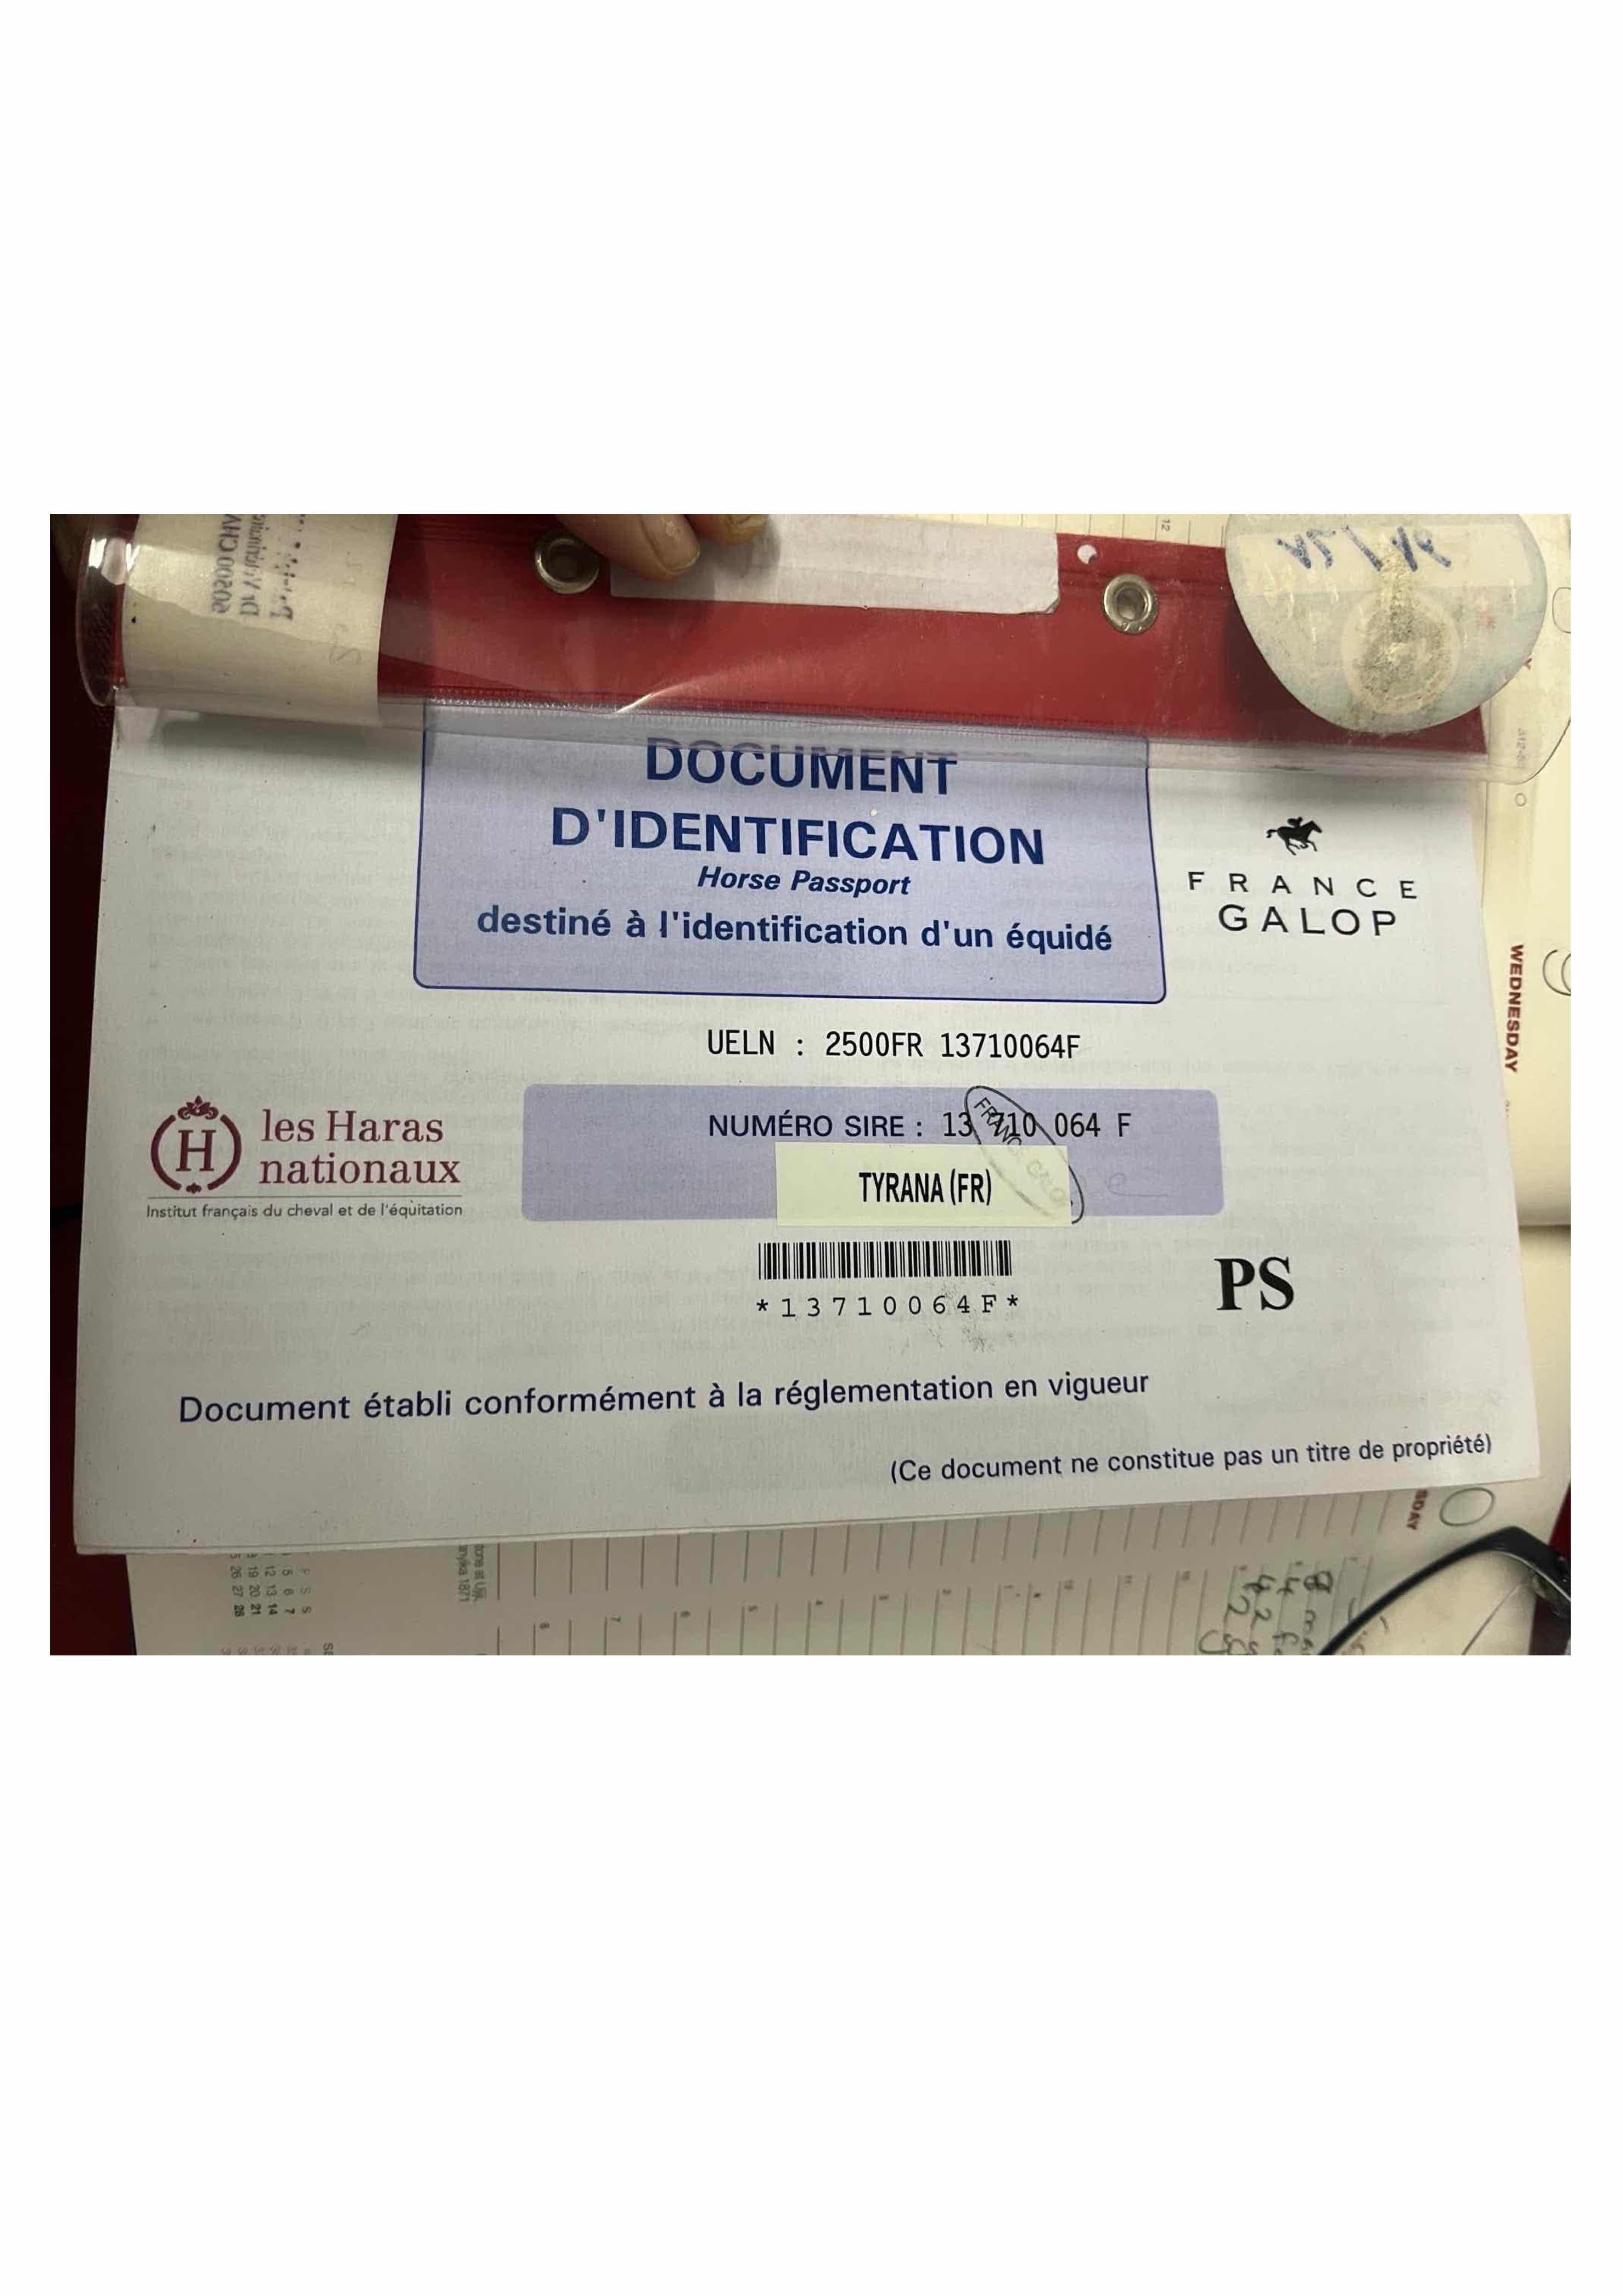 DOCUMENT
D'IDENTIFICATION
Horse Passport
destiné à l'identification d'un équidé
FRANCE
GALOP
UELN : 2500FR 13710064F
les Haras
nationaux
Institut français du cheval et de l'équitation
NUMÉRO SIRE : 13 710 064 F
FRANCE GALOP
TYRANA (FR)
*13710064F*
PS
Document établi conformément à la réglementation en vigueur
(Ce document ne constitue pas un titre de propriété)
WEDNESDAY